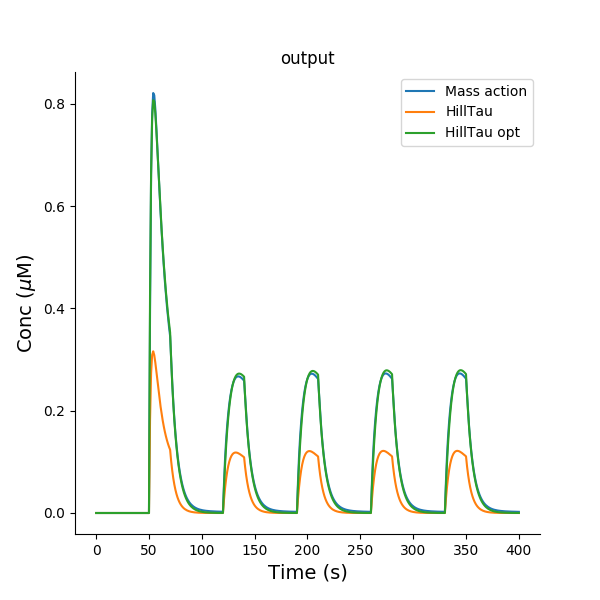 output
Mass action
HillTau
HillTau opt
Conc (μM)
0.8
0.6
0.4
0.2
0.0
0 50 100 150 200 250 300 350 400
Time (s)